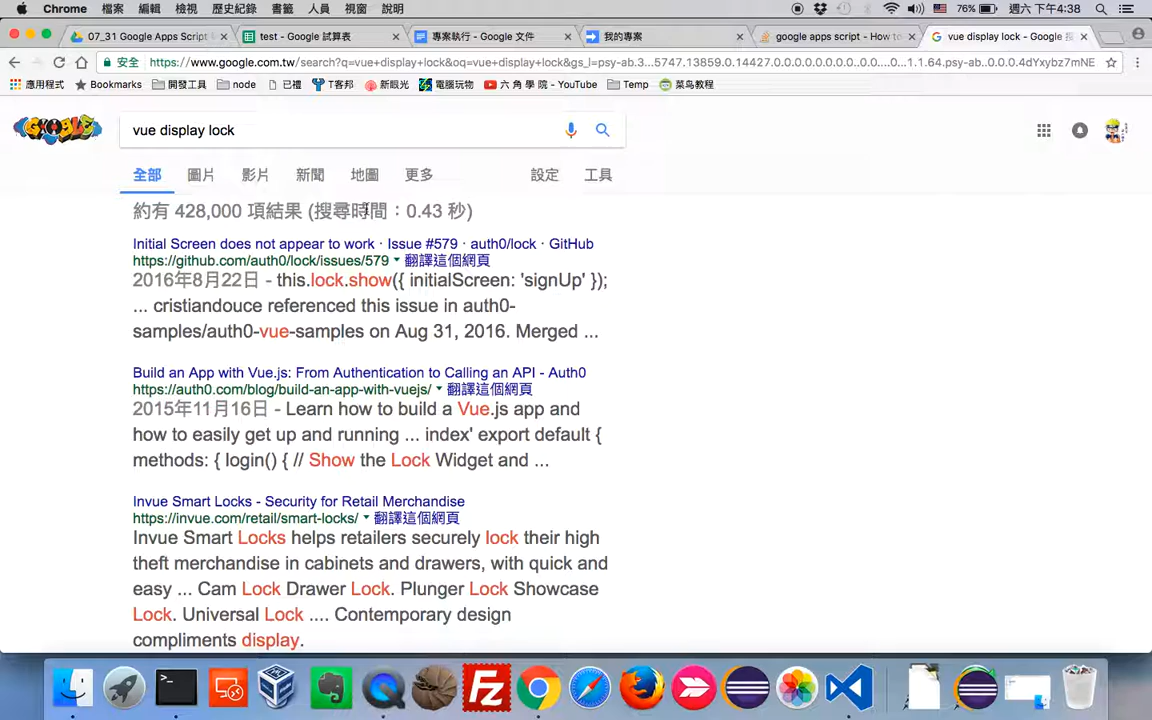 Chrome 檔案 編輯 檢視 歷史紀錄 書籤 人員 視窗 說明 76% 週六 下午4:38
07_31 Google Apps Script test - Google 試算表 專案執行 - Google 文件 我的專案 google apps script - How to vue display lock - Google 搜
安全 https://www.google.com.tw/search?q=vue+display+lock&oq=vue+display+lock&gs_l=psy-ab.3...5747.13859.0.14427.0.0.0.0.0.0.0.0..0.0....0...1.1.64.psy-ab..0.0.0.4dYxybz7mNE
應用程式 Bookmarks 開發工具 node 已禮 T客邦 新眼光 電腦玩物 六 角 學 院 - YouTube Temp 菜鸟教程
vue display lock
全部 圖片 影片 新聞 地圖 更多 設定 工具
約有 428,000 項結果 (搜尋時間：0.43 秒)
Initial Screen does not appear to work · Issue #579 · auth0/lock · GitHub
https://github.com/auth0/lock/issues/579 翻譯這個網頁
2016年8月22日 - this.lock.show({ initialScreen: 'signUp' });
... cristiandouce referenced this issue in auth0-
samples/auth0-vue-samples on Aug 31, 2016. Merged ...
Build an App with Vue.js: From Authentication to Calling an API - Auth0
https://auth0.com/blog/build-an-app-with-vuejs/ 翻譯這個網頁
2015年11月16日 - Learn how to build a Vue.js app and
how to easily get up and running ... index' export default {
methods: { login() { // Show the Lock Widget and ...
Invue Smart Locks - Security for Retail Merchandise
https://invue.com/retail/smart-locks/ 翻譯這個網頁
Invue Smart Locks helps retailers securely lock their high
theft merchandise in cabinets and drawers, with quick and
easy ... Cam Lock Drawer Lock. Plunger Lock Showcase
Lock. Universal Lock .... Contemporary design
compliments display.